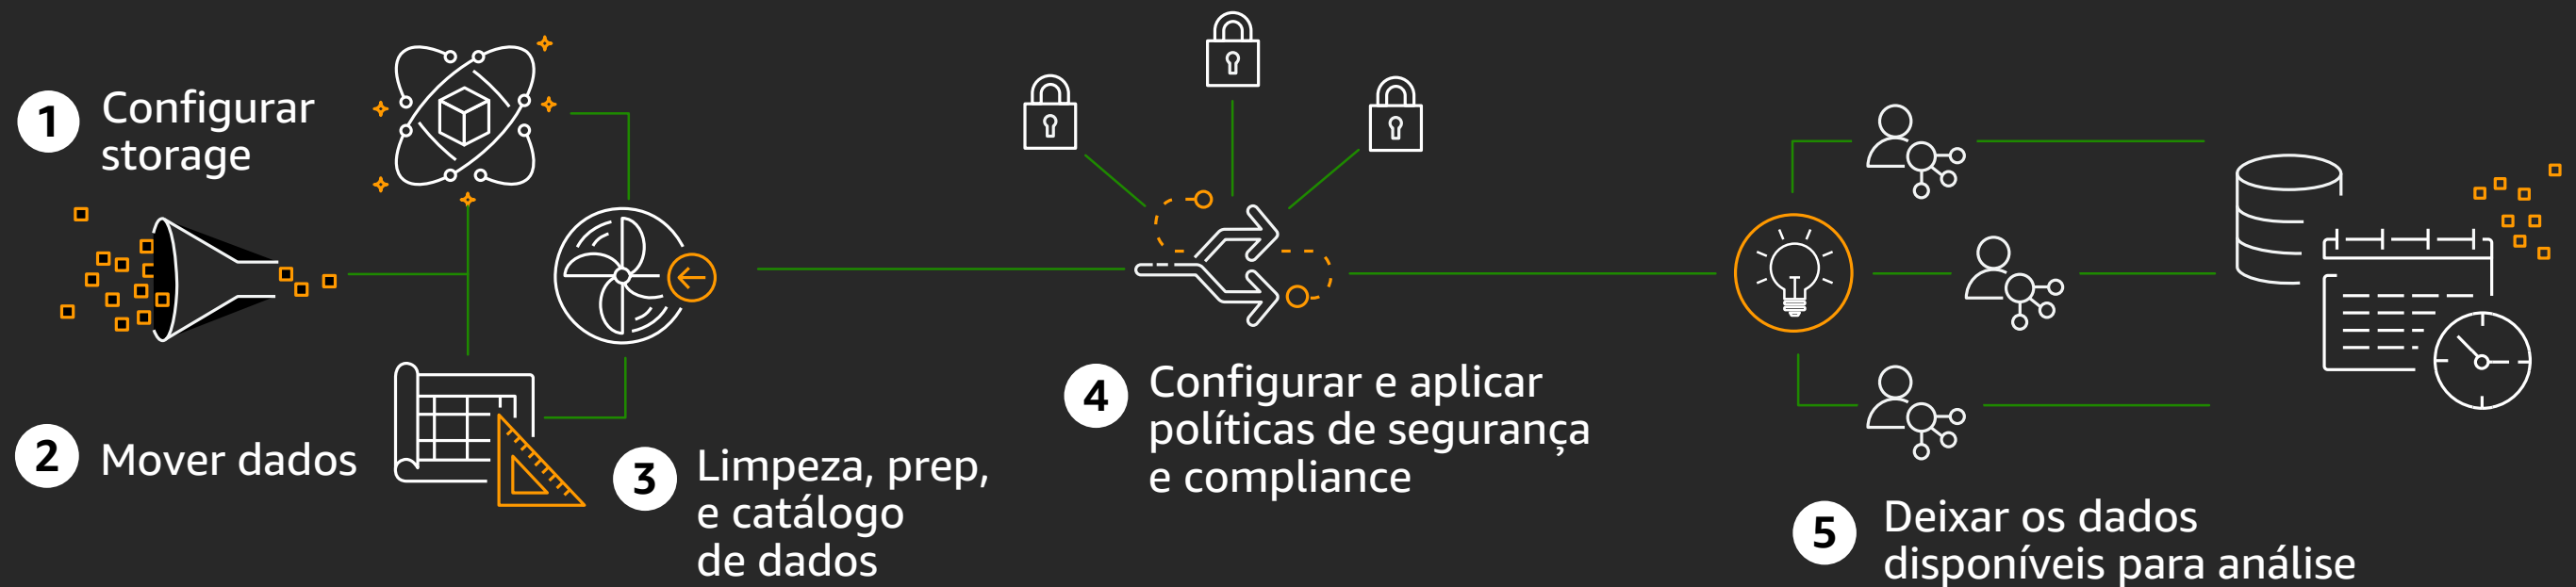 1 Configurar
storage
2 Mover dados
3 Limpeza, prep,
e catálogo
de dados
4 Configurar e aplicar
políticas de segurança
e compliance
5 Deixar os dados
disponíveis para análise